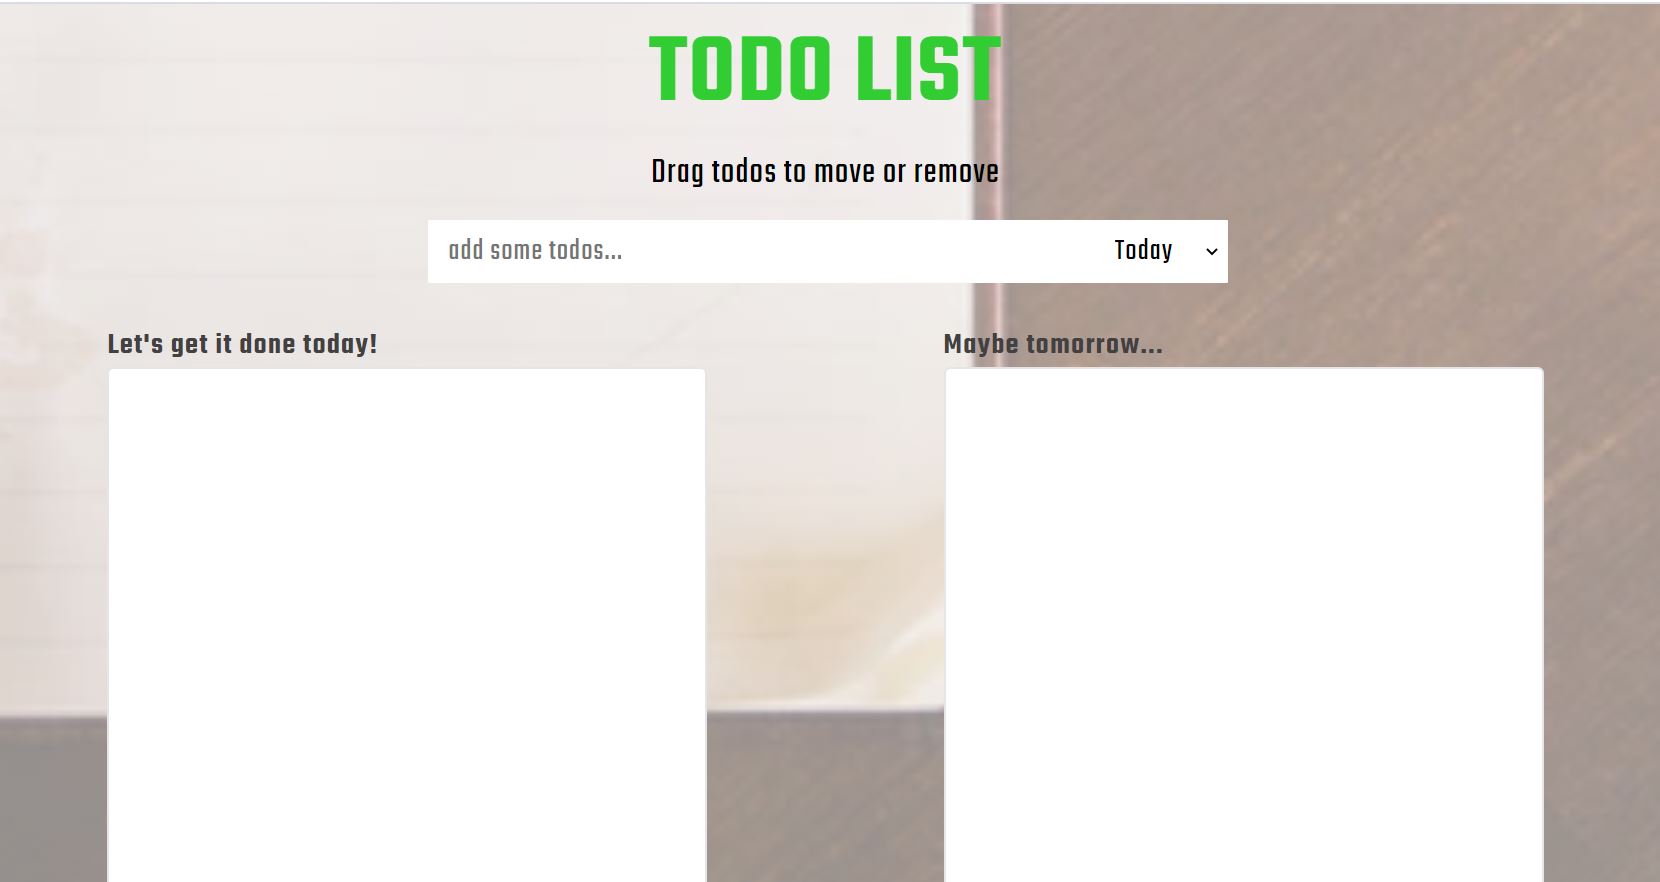 TODO LIST
Drag todos to move or remove
add some todos...
Today
Let's get it done today!
Maybe tomorrow...